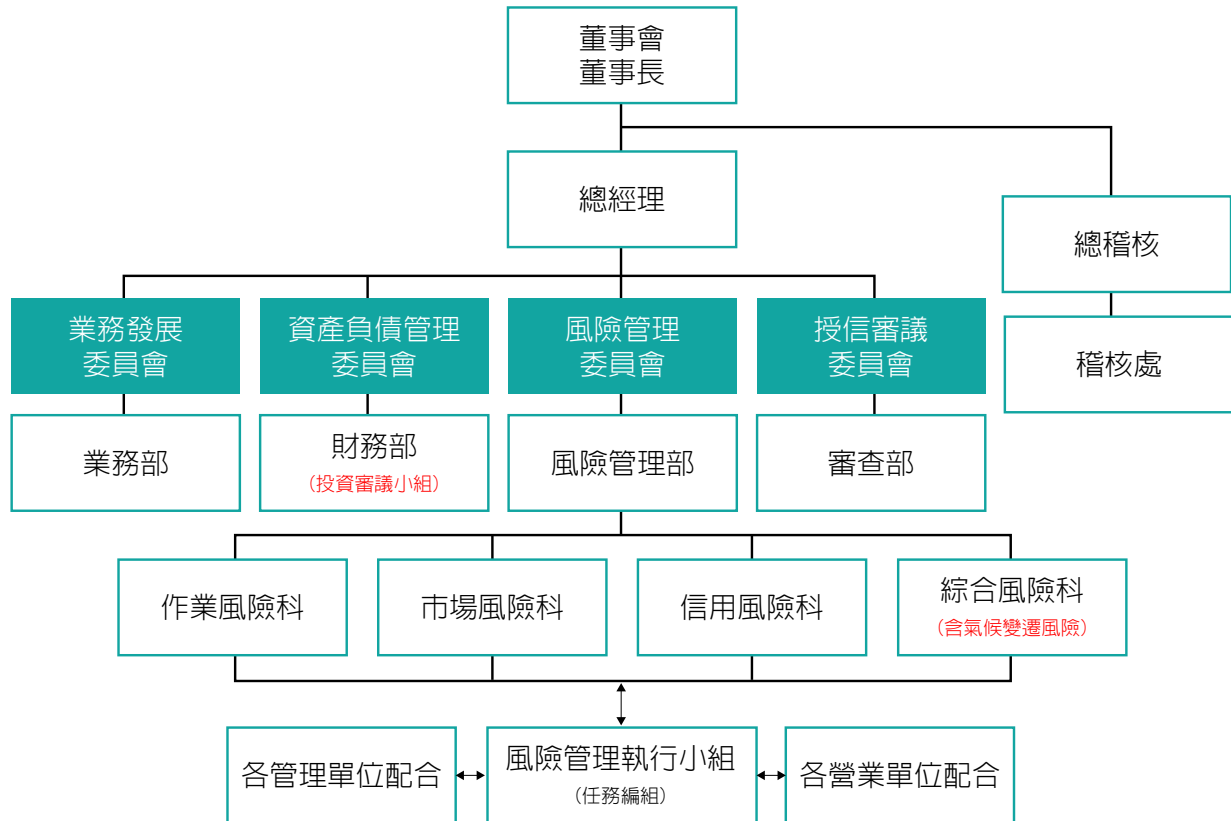 董事會
董事長
總經理
總稽核
業務發展
委員會
資產負債管理
委員會
風險管理
委員會
授信審議
委員會
稽核處
業務部
財務部
(投資審議小組)
風險管理部
審查部
作業風險科
市場風險科
信用風險科
綜合風險科
(含氣候變遷風險)
各管理單位配合
風險管理執行小組
(任務編組)
各營業單位配合